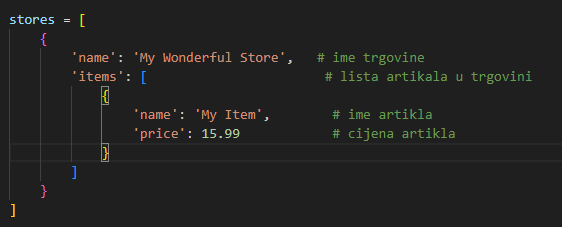 stores = [
    {
        'name': 'My Wonderful Store',   # ime trgovine
        'items': [                       # lista artikala u trgovini
            {
                'name': 'My Item',        # ime artikla
                'price': 15.99            # cijena artikla
            }
        ]
    }
]